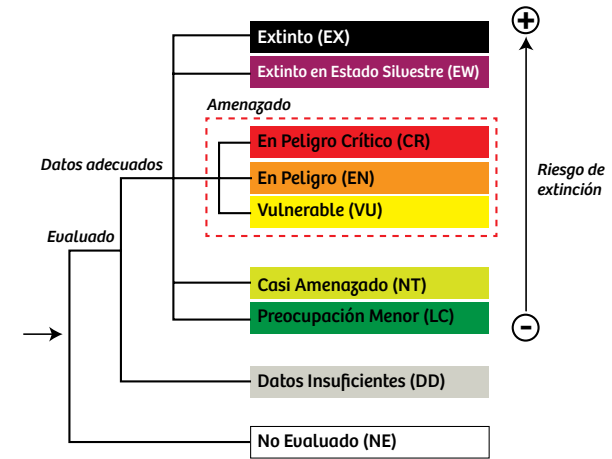 Extinto (EX)
Extinto en Estado Silvestre (EW)
Amenazado
En Peligro Crítico (CR)
Datos adecuados
En Peligro (EN)
Riesgo de
extinción
Vulnerable (VU)
Evaluado
Casi Amenazado (NT)
Preocupación Menor (LC)
Datos Insuficientes (DD)
No Evaluado (NE)